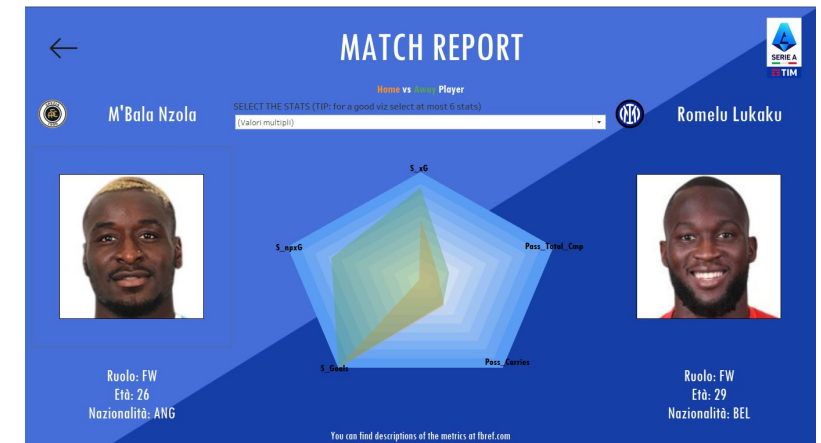 MATCH REPORT
SERIE A
TIM
Home vs Away Player
SELECT THE STATS (TIP: for a good viz select at most 6 stats)
(Valori multipli)
M'Bala Nzola
Romelu Lukaku
S_xG
S_npxG
Pass_Total_Cmp
S_Goals
Poss_Carries
Ruolo: FW
Età: 26
Nazionalità: ANG
Ruolo: FW
Età: 29
Nazionalità: BEL
You can find descriptions of the metrics at fbref.com